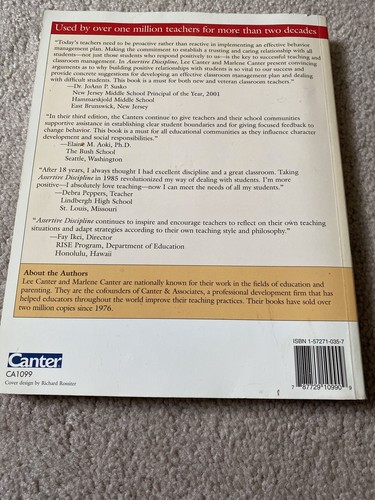 Used by over one million teachers for more than two decades
"Today's teachers need to be proactive rather than reactive in implementing an effective behavior
management plan. Making the commitment to establish a trusting and caring relationship with all
students—not just those students who respond positively to us—is the key to successful teaching and
classroom management. In Assertive Discipline, Lee Canter and Marlene Canter present convincing
arguments as to why building positive relationships with students is so vital to our success and
provide concrete suggestions for developing an effective classroom management plan and dealing
with difficult students. This book is a must for both new and veteran classroom teachers."
—Dr. JoAnn P. Susko
New Jersey Middle School Principal of the Year, 2001
Hammarskjold Middle School
East Brunswick, New Jersey
"In their third edition, the Canters continue to give teachers and their school communities
supportive assistance in establishing clear student boundaries and for giving focused feedback to
change behavior. This book is a must for all educational communities as they influence character
development and social responsibilities."
—Elaine M. Aoki, Ph.D.
The Bush School
Seattle, Washington
"After 18 years, I always thought I had excellent discipline and a great classroom. Taking
Assertive Discipline in 1985 revolutionized my way of dealing with students. I'm more
positive—I absolutely love teaching—now I can meet the needs of all my students."
—Debra Peppers, Teacher
Lindbergh High School
St. Louis, Missouri
"Assertive Discipline continues to inspire and encourage teachers to reflect on their own teaching
situations and adapt strategies according to their own teaching style and philosophy."
—Fay Ikei, Director
RISE Program, Department of Education
Honolulu, Hawaii
About the Authors
Lee Canter and Marlene Canter are nationally known for their work in the fields of education and
parenting. They are the cofounders of Canter & Associates, a professional development firm that has
helped educators throughout the world improve their teaching practices. Their books have sold over
two million copies since 1976.
ISBN 1-57271-035-7
Canter
CA1099
Cover design by Richard Rossiter
7 87729 10990 9